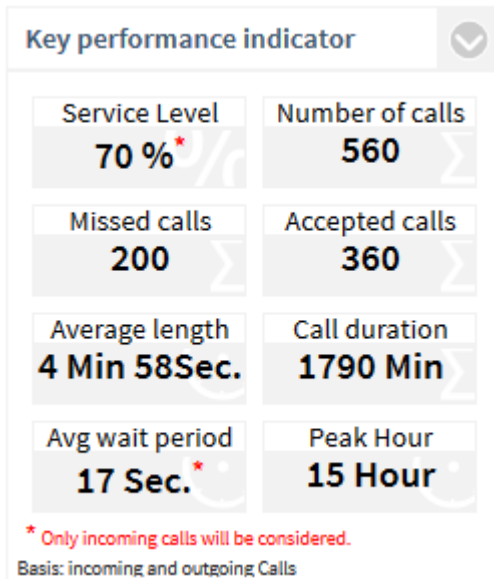 Key performance indicator
Service Level
70 %*
Number of calls
560
Missed calls
200
Accepted calls
360
Average length
4 Min 58Sec.
Call duration
1790 Min
Avg wait period
17 Sec.*
Peak Hour
15 Hour
* Only incoming calls will be considered.
Basis: incoming and outgoing Calls